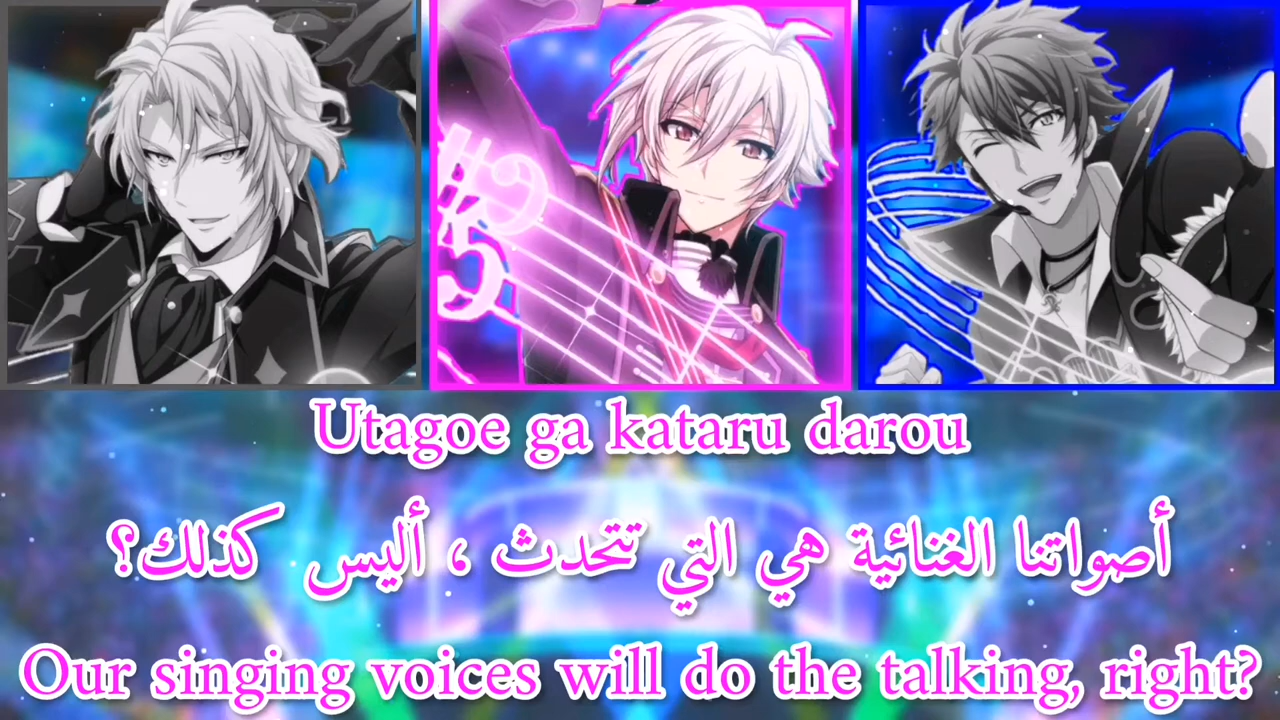 Utagoe ga kataru darou
أصواتنا الغنائية هي التي تتحدث ، أليس كذلك؟
Our singing voices will do the talking, right?